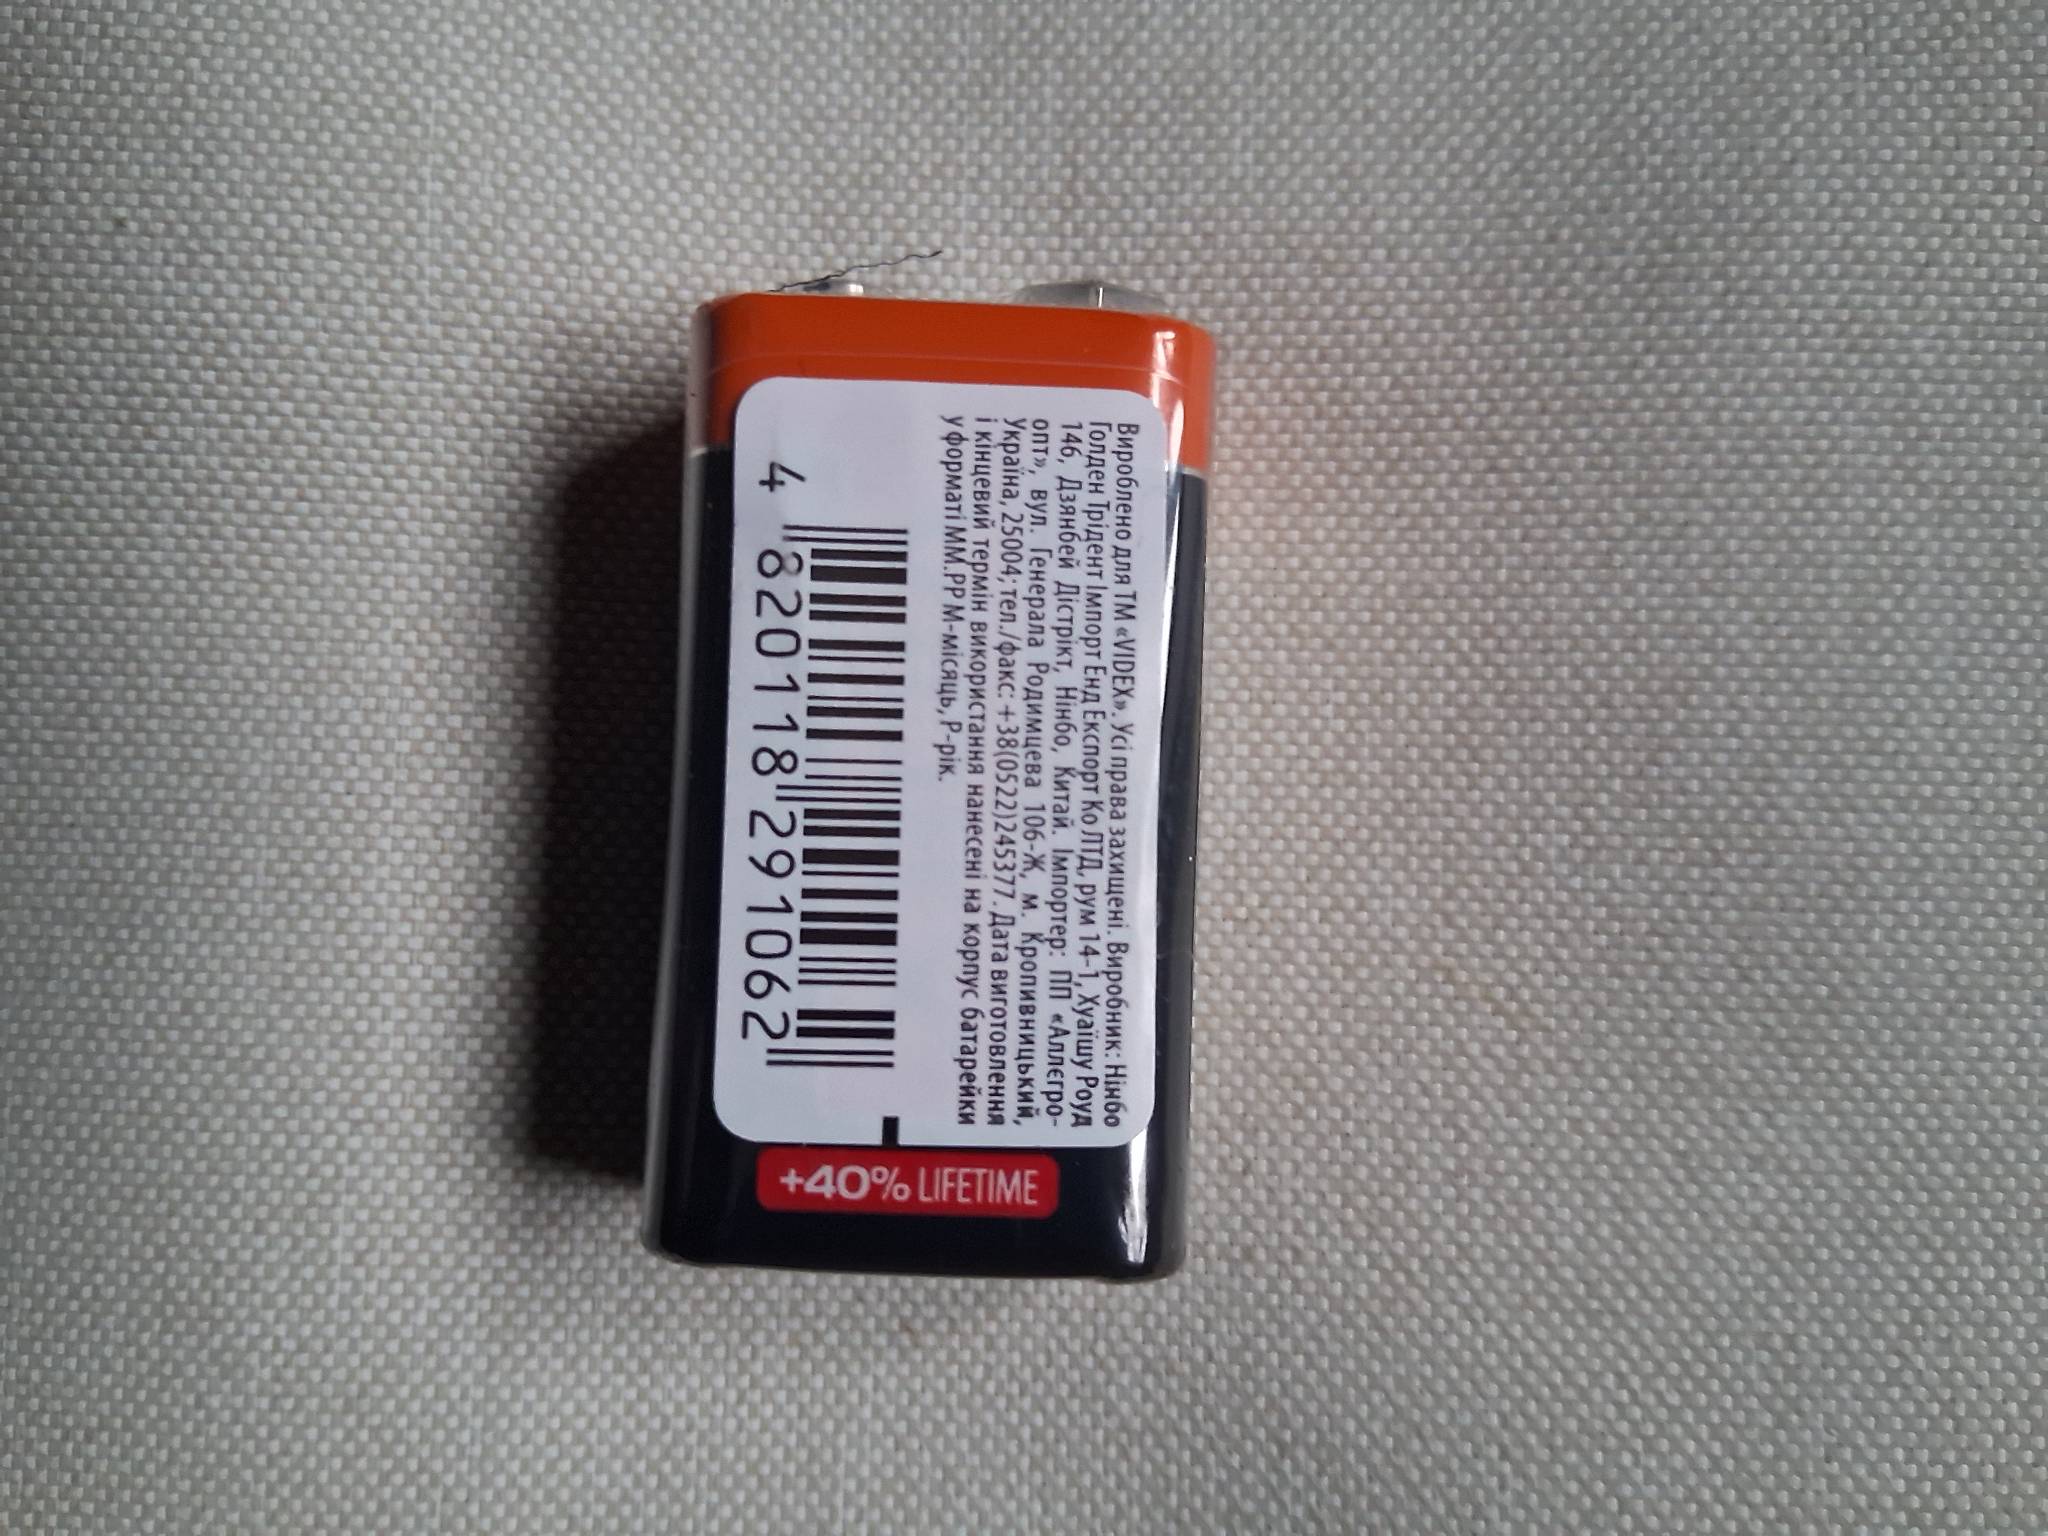 Вироблено для ТМ «VIDEX». Усі права захищені. Виробник: Нінбо
Голден Трідент Імпорт Енд Експорт Ко ЛТД, рум 14-1, Хуаїшу Роуд
146, Дзянбей Дістрікт, Нінбо, Китай. Імпортер: ПП «Аллєгро-
опт», вул. Генерала Родимцева 106-Ж, м. Кропивницький,
Україна, 25004; тел./факс: +38(0522)245377. Дата виготовлення
і кінцевий термін використання нанесені на корпус батарейки
у форматі ММ.РР М-місяць, Р-рік.
4 820118 291062
+40% LIFETIME